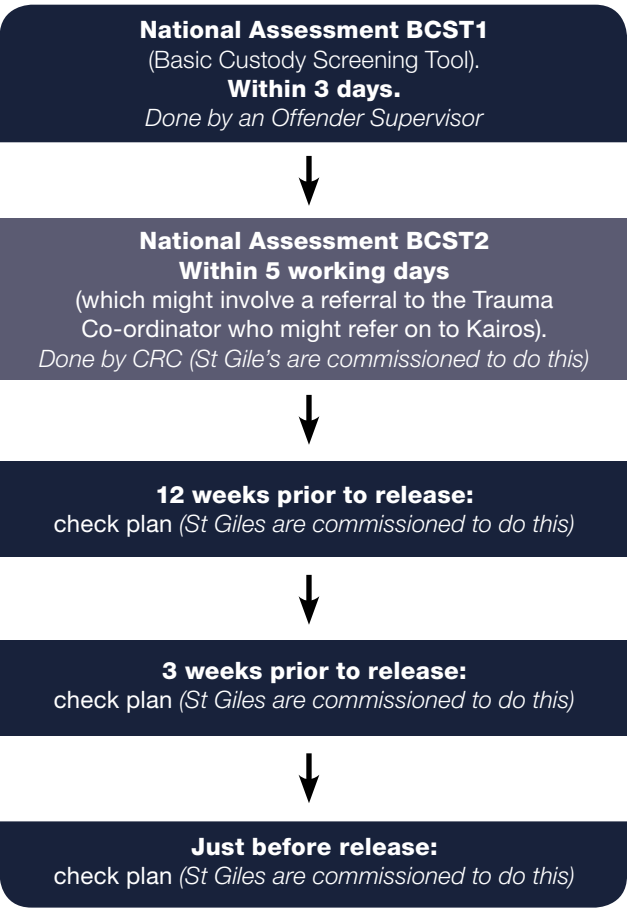 National Assessment BCST1
(Basic Custody Screening Tool).
Within 3 days.
Done by an Offender Supervisor
National Assessment BCST2
Within 5 working days
(which might involve a referral to the Trauma
Co-ordinator who might refer on to Kairos).
Done by CRC (St Gile's are commissioned to do this)
12 weeks prior to release:
check plan (St Giles are commissioned to do this)
3 weeks prior to release:
check plan (St Giles are commissioned to do this)
Just before release:
check plan (St Giles are commissioned to do this)